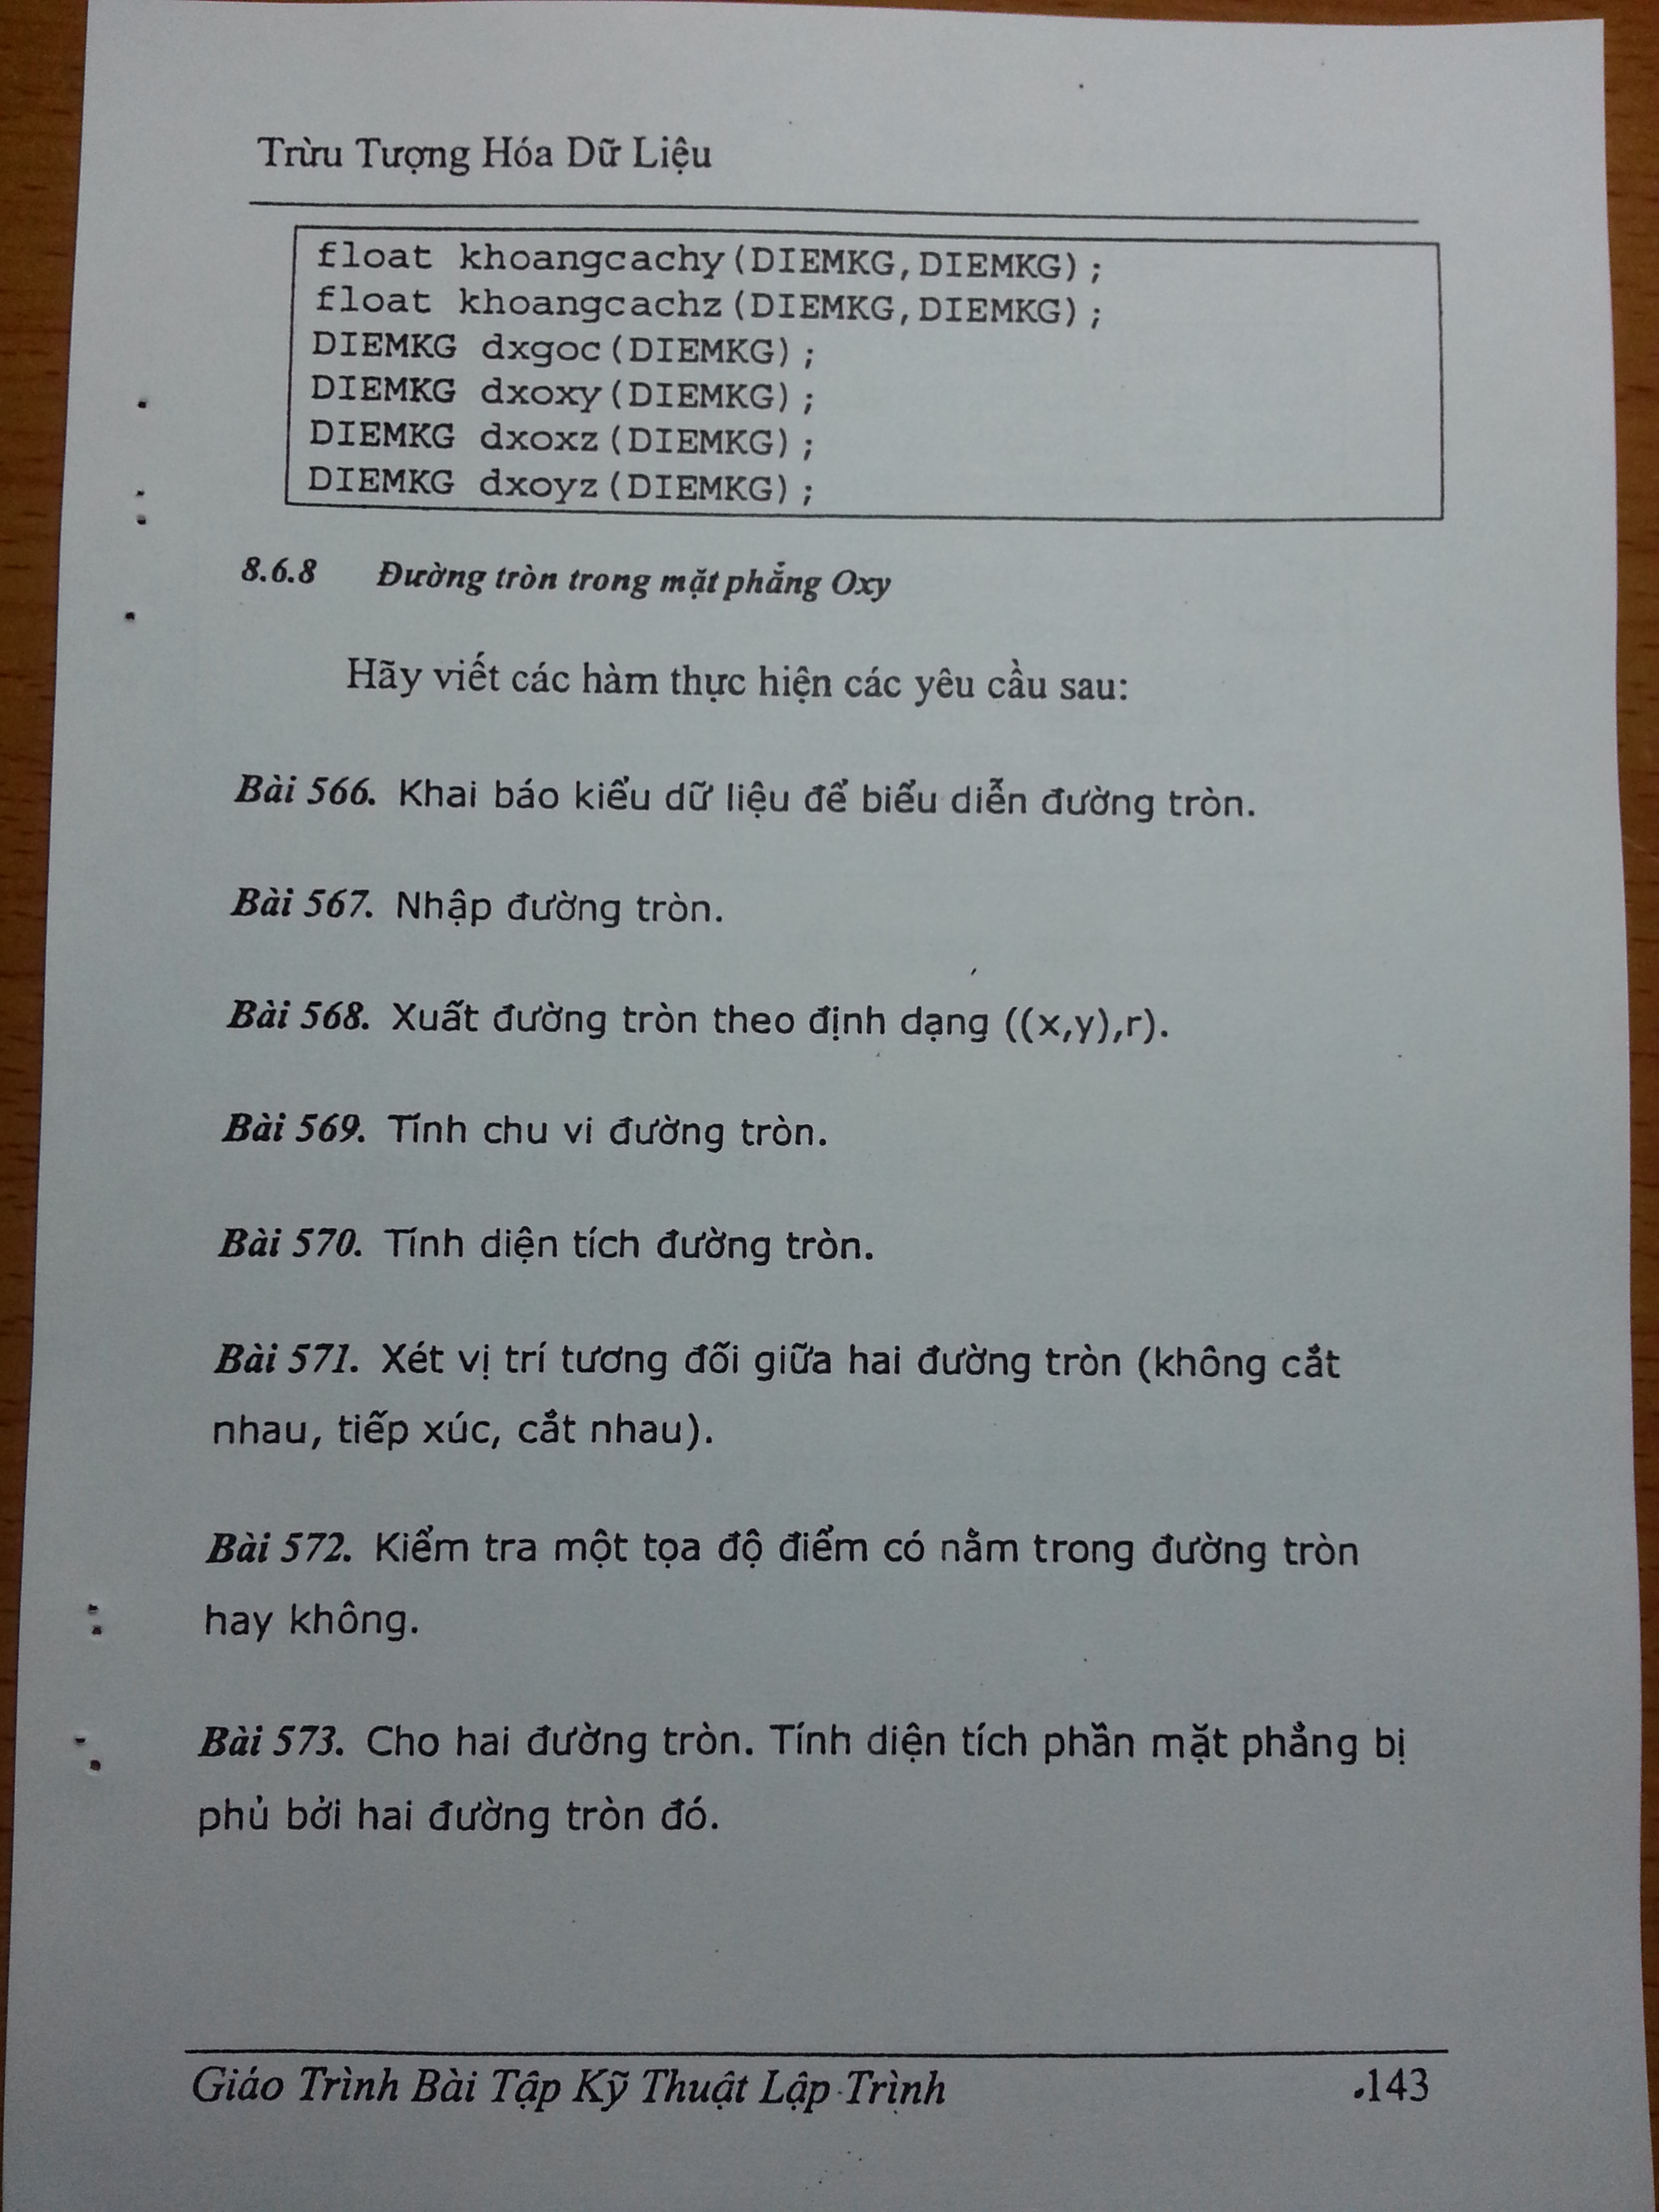 Trừu Tượng Hóa Dữ Liệu
float khoangcachy(DIEMKG,DIEMKG);
float khoangcachz(DIEMKG,DIEMKG);
DIEMKG dxgoc(DIEMKG);
DIEMKG dxoxy(DIEMKG);
DIEMKG dxoxz(DIEMKG);
DIEMKG dxoyz(DIEMKG);
8.6.8 Đường tròn trong mặt phẳng Oxy
Hãy viết các hàm thực hiện các yêu cầu sau:
Bài 566. Khai báo kiểu dữ liệu để biểu diễn đường tròn.
Bài 567. Nhập đường tròn.
Bài 568. Xuất đường tròn theo định dạng ((x,y),r).
Bài 569. Tính chu vi đường tròn.
Bài 570. Tính diện tích đường tròn.
Bài 571. Xét vị trí tương đối giữa hai đường tròn (không cắt
nhau, tiếp xúc, cắt nhau).
Bài 572. Kiểm tra một tọa độ điểm có nằm trong đường tròn
hay không.
Bài 573. Cho hai đường tròn. Tính diện tích phần mặt phẳng bị
phủ bởi hai đường tròn đó.
Giáo Trình Bài Tập Kỹ Thuật Lập Trình .143